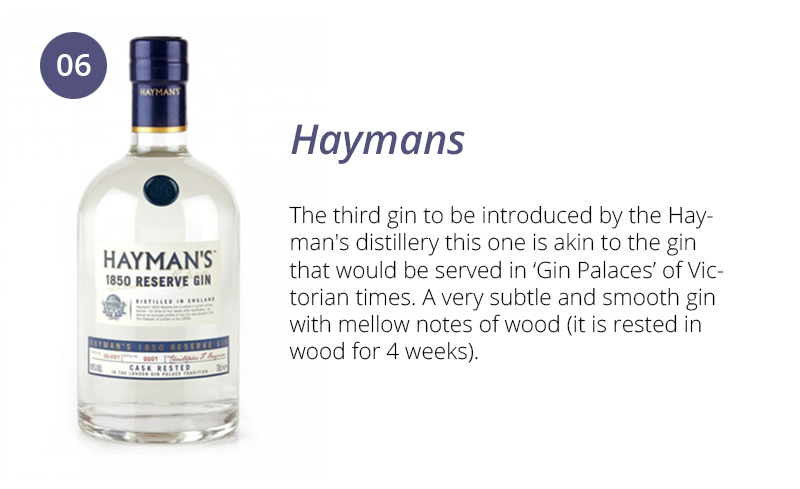 06
HAYMAN'S
Haymans
The third gin to be introduced by the Hay-
man's distillery this one is akin to the gin
that would be served in ‘Gin Palaces’ of Vic-
torian times. A very subtle and smooth gin
with mellow notes of wood (it is rested in
wood for 4 weeks).
HAYMAN'S™
1850 RESERVE GIN
DISTILLED IN ENGLAND
HAYMAN'S 1850 RESERVE GIN
0001
CASK RESTED
IN THE LONDON GIN PALACE TRADITION